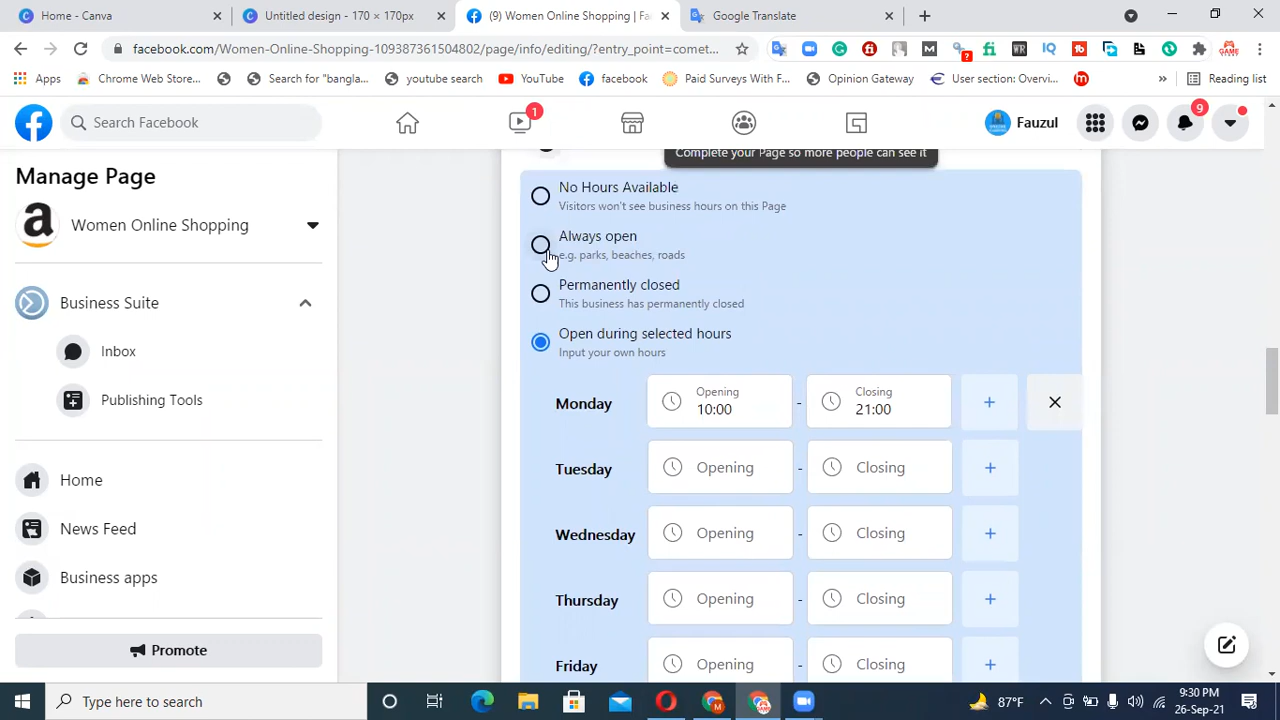 Home - Canva
Untitled design - 170 × 170px
(9) Women Online Shopping | Fa
Google Translate
facebook.com/Women-Online-Shopping-109387361504802/page/info/editing/?entry_point=comet...
Apps
Chrome Web Store...
Search for "bangla...
youtube.search
YouTube
facebook
Paid Surveys With F...
Opinion Gateway
User section: Overvi...
»
Reading list
Search Facebook
1
Fauzul
9
Manage Page
Women Online Shopping
Business Suite
Inbox
Publishing Tools
Home
News Feed
Business apps
Promote
Complete your Page so more people can see it
No Hours Available
Visitors won't see business hours on this Page
Always open
e.g. parks, beaches, roads
Permanently closed
This business has permanently closed
Open during selected hours
Input your own hours
Monday
Opening
10:00
-
Closing
21:00
Tuesday
Opening
-
Closing
Wednesday
Opening
-
Closing
Thursday
Opening
-
Closing
Friday
Opening
-
Closing
Type here to search
87°F
9:30 PM
26-Sep-21